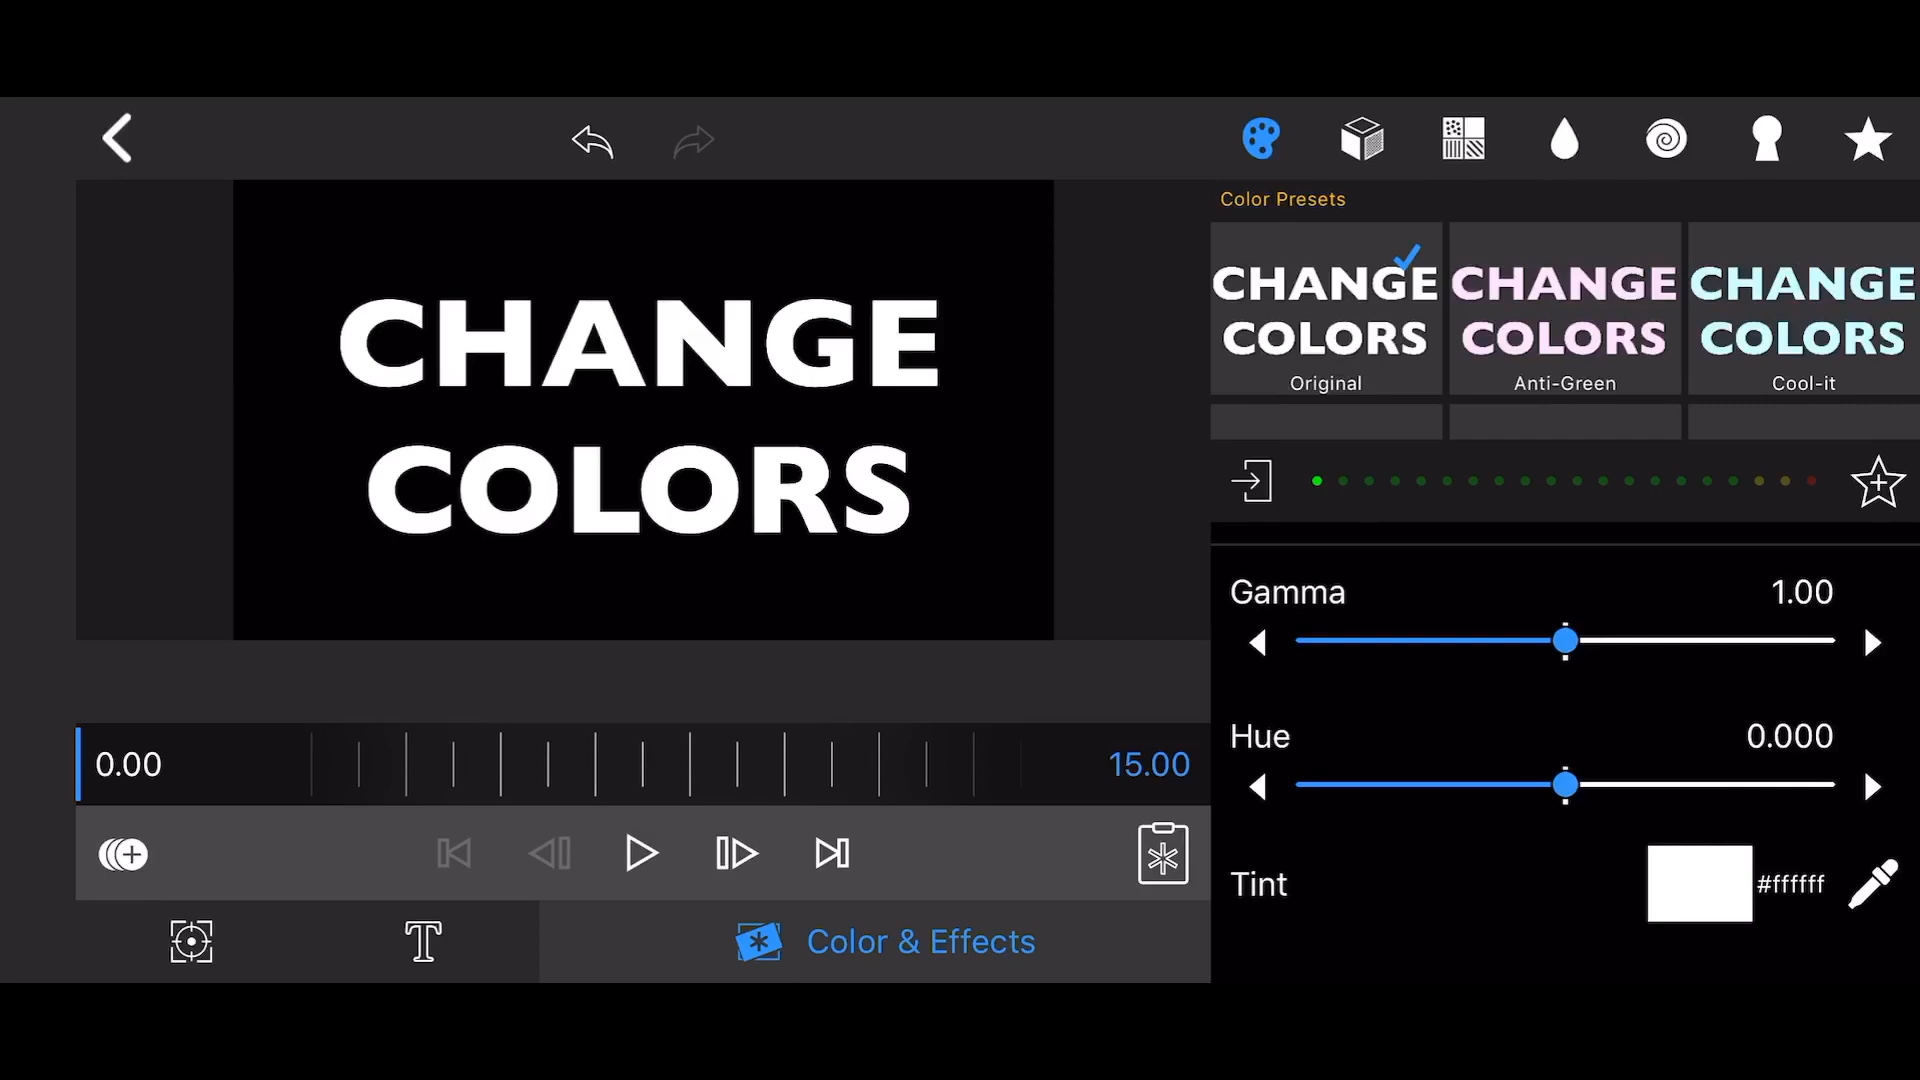 Color Presets
CHANGE
COLORS
CHANGE
COLORS
Original
CHANGE
COLORS
Anti-Green
CHANGE
COLORS
Cool-it
Gamma 1.00
Hue 0.000
Tint #ffffff
0.00 15.00
T Color & Effects